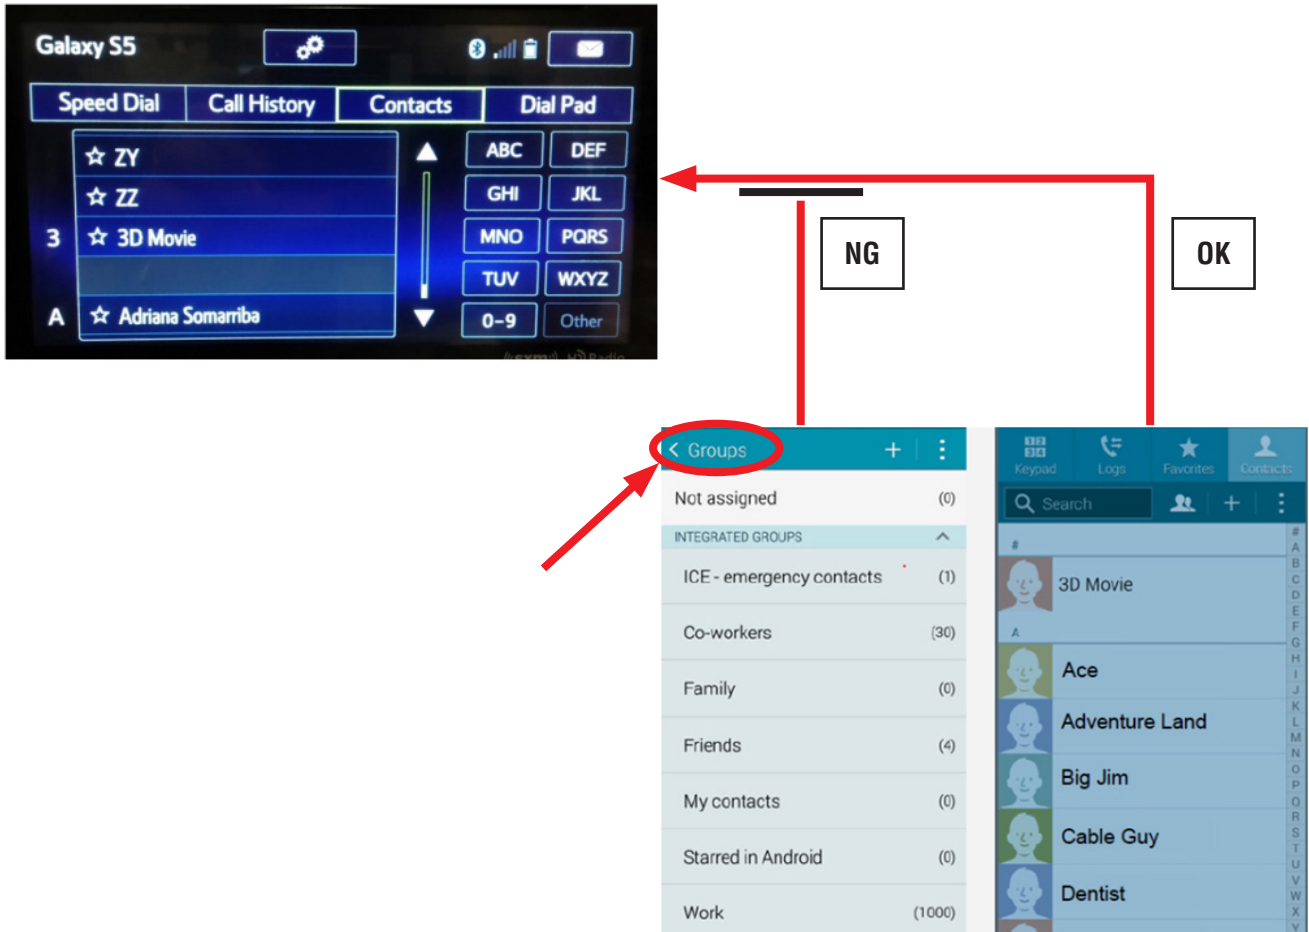 Galaxy S5
Speed Dial Call History Contacts Dial Pad
☆ ZY
☆ ZZ
3 ☆ 3D Movie
A ☆ Adriana Somarriba
ABC DEF
GHI JKL
MNO PQRS
TUV WXYZ
0-9 Other
NG
OK
< Groups
Not assigned (0)
INTEGRATED GROUPS
ICE - emergency contacts (1)
Co-workers (30)
Family (0)
Friends (4)
My contacts (0)
Starred in Android (0)
Work (1000)
Keypad Logs Favorites Contacts
Search
#
3D Movie
A
Ace
Adventure Land
Big Jim
Cable Guy
Dentist
#
A
B
C
D
E
F
G
H
I
J
K
L
M
N
O
P
Q
R
S
T
U
V
W
X
Y